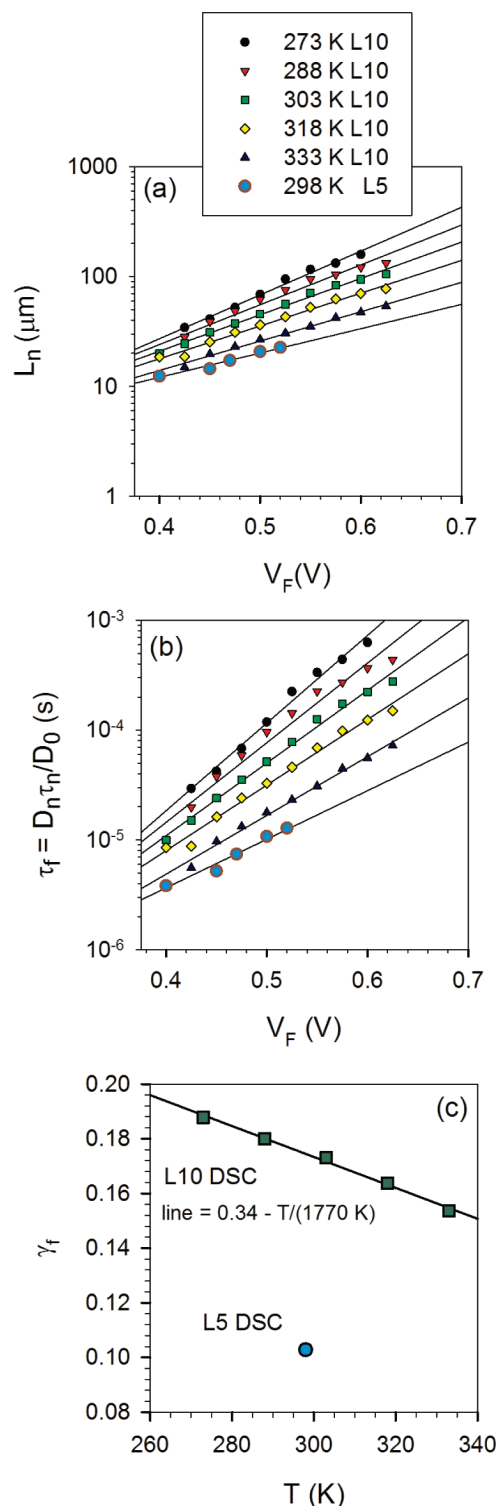 273 K L10
288 K L10
303 K L10
318 K L10
333 K L10
298 K L5
(a)
1000
100
10
1
Lₙ (μm)
0.4 0.5 0.6 0.7
V_F(V)
(b)
10⁻³
10⁻⁴
10⁻⁵
10⁻⁶
τ_f = Dₙτₙ/D₀ (s)
0.4 0.5 0.6 0.7
V_F (V)
(c)
0.20
0.18
0.16
0.14
0.12
0.10
0.08
γ_f
L10 DSC
line = 0.34 - T/(1770 K)
L5 DSC
260 280 300 320 340
T (K)